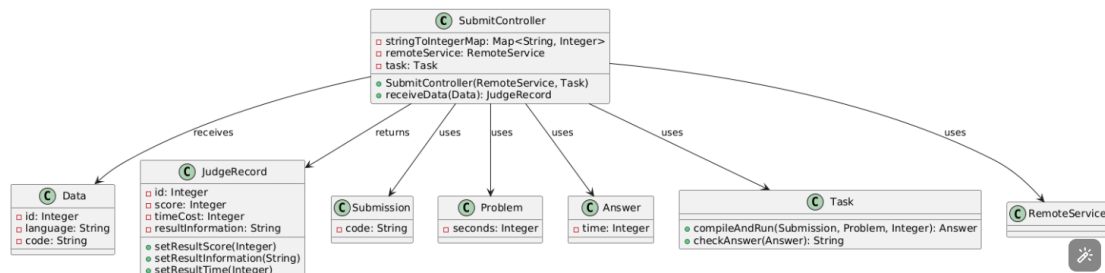 C SubmitController
stringToIntegerMap: Map<String, Integer>
remoteService: RemoteService
task: Task
SubmitController(RemoteService, Task)
receiveData(Data): JudgeRecord
receives
returns
uses
uses
uses
uses
uses
C Data
id: Integer
language: String
code: String
C JudgeRecord
id: Integer
score: Integer
timeCost: Integer
resultInformation: String
setResultScore(Integer)
setResultInformation(String)
setResultTime(Integer)
C Submission
code: String
C Problem
seconds: Integer
C Answer
time: Integer
C Task
compileAndRun(Submission, Problem, Integer): Answer
checkAnswer(Answer): String
C RemoteService